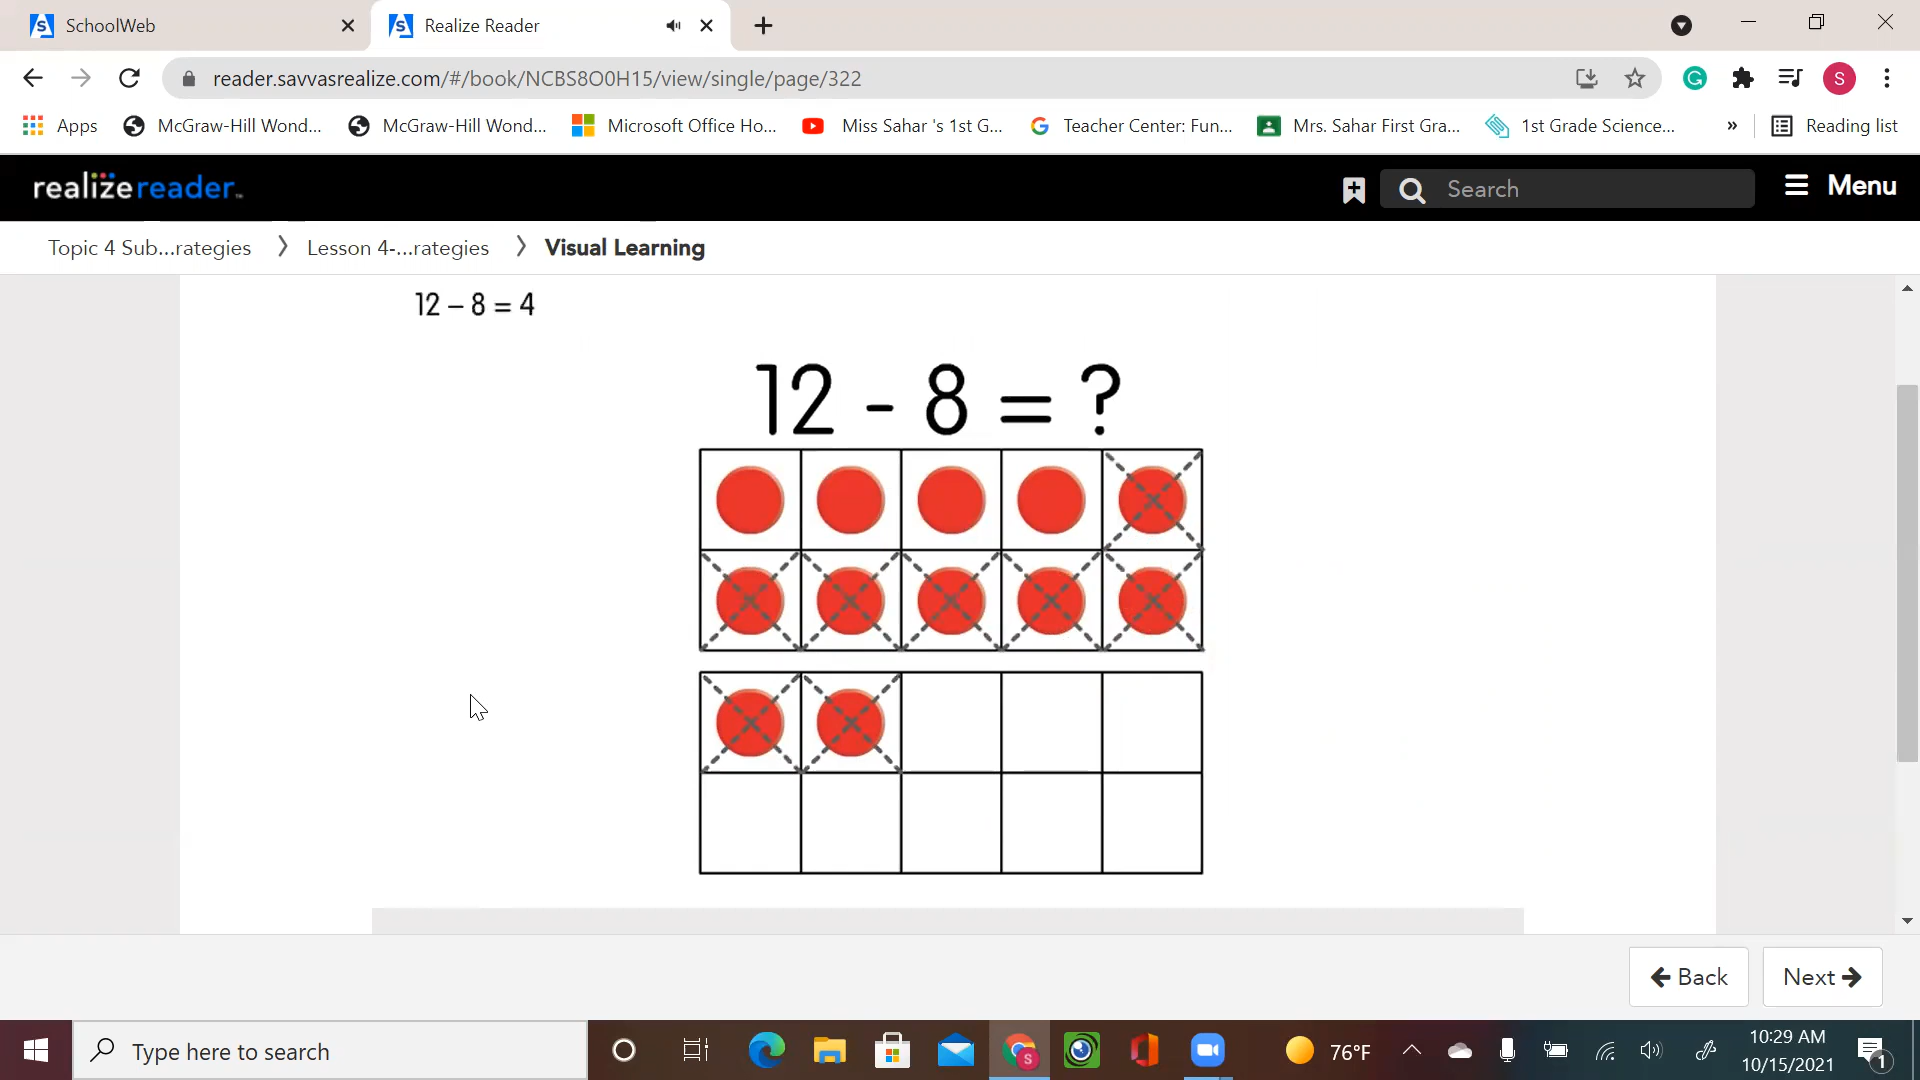 SchoolWeb
Realize Reader
reader.savvasrealize.com/#/book/NCBS8O0H15/view/single/page/322
S
Apps
McGraw-Hill Wond...
McGraw-Hill Wond...
Microsoft Office Ho...
Miss Sahar 's 1st G...
Teacher Center: Fun...
Mrs. Sahar First Gra...
1st Grade Science...
»
Reading list
realizereader™
Search
Menu
Topic 4 Sub...rategies
Lesson 4-...rategies
Visual Learning
12 – 8 = 4
12 - 8 = ?
Back
Next
Type here to search
76°F
10:29 AM
10/15/2021
1